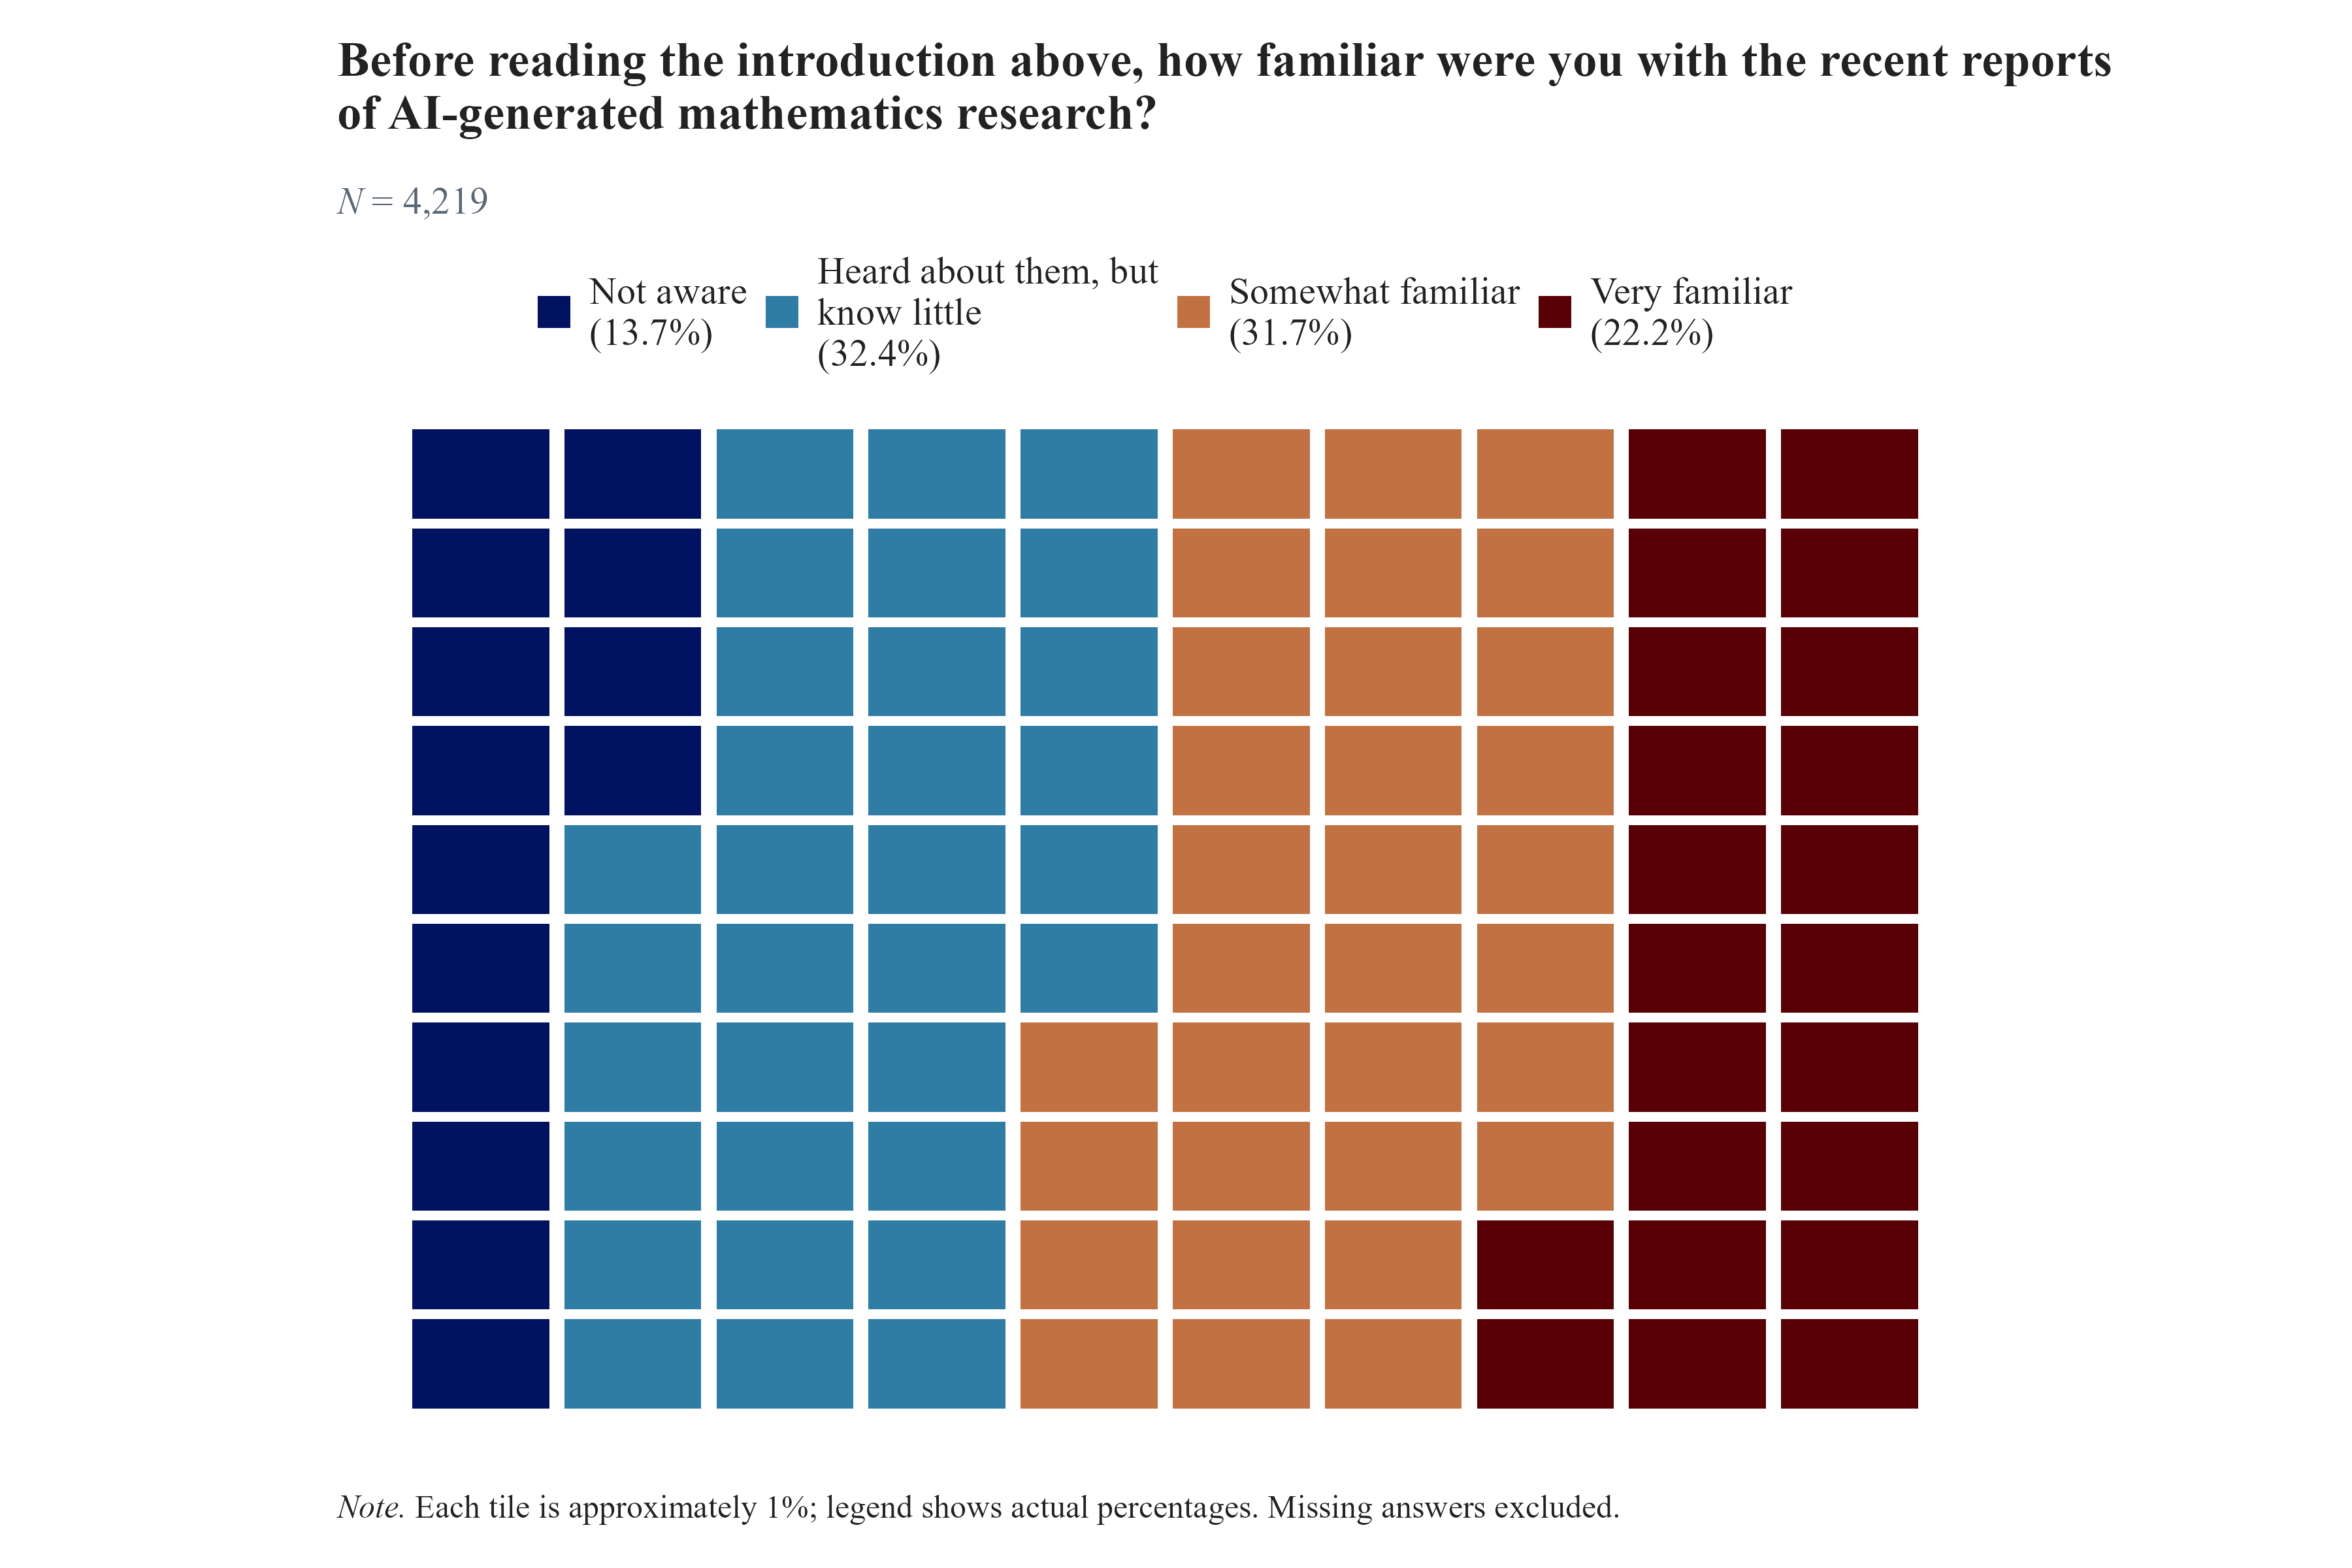 Before reading the introduction above, how familiar were you with the recent reports
of AI-generated mathematics research?
N = 4,219
Not aware
(13.7%)
Heard about them, but
know little
(32.4%)
Somewhat familiar
(31.7%)
Very familiar
(22.2%)
Note. Each tile is approximately 1%; legend shows actual percentages. Missing answers excluded.